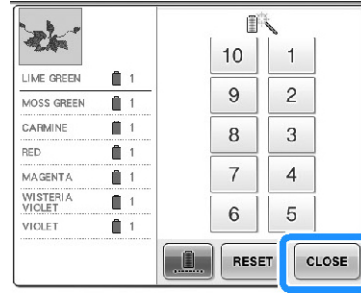 LIME GREEN 1
MOSS GREEN 1
CARMINE 1
RED 1
MAGENTA 1
WISTERIA
VIOLET 1
VIOLET 1
10 1
9 2
8 3
7 4
6 5
RESET CLOSE